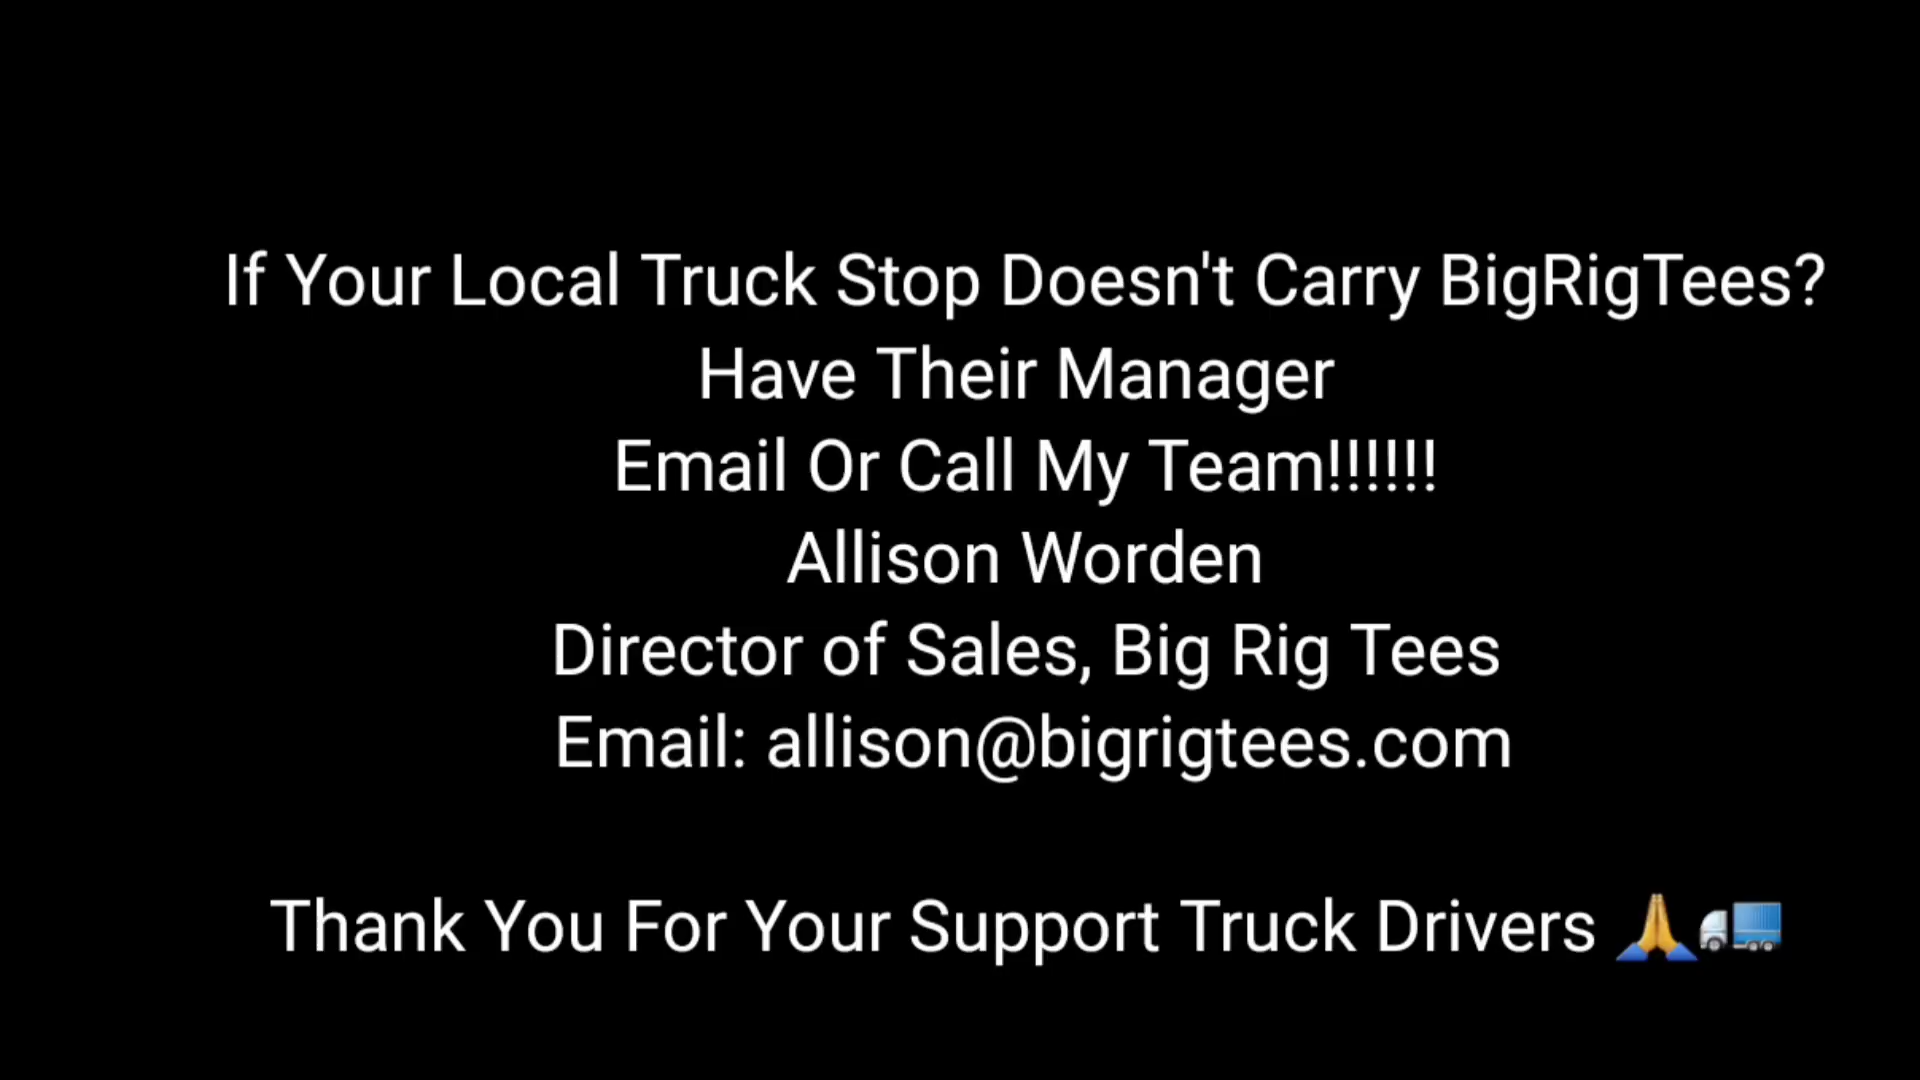 If Your Local Truck Stop Doesn't Carry BigRigTees?
Have Their Manager
Email Or Call My Team!!!!!!
Allison Worden
Director of Sales, Big Rig Tees
Email: allison@bigrigtees.com
Thank You For Your Support Truck Drivers 🙏🚚